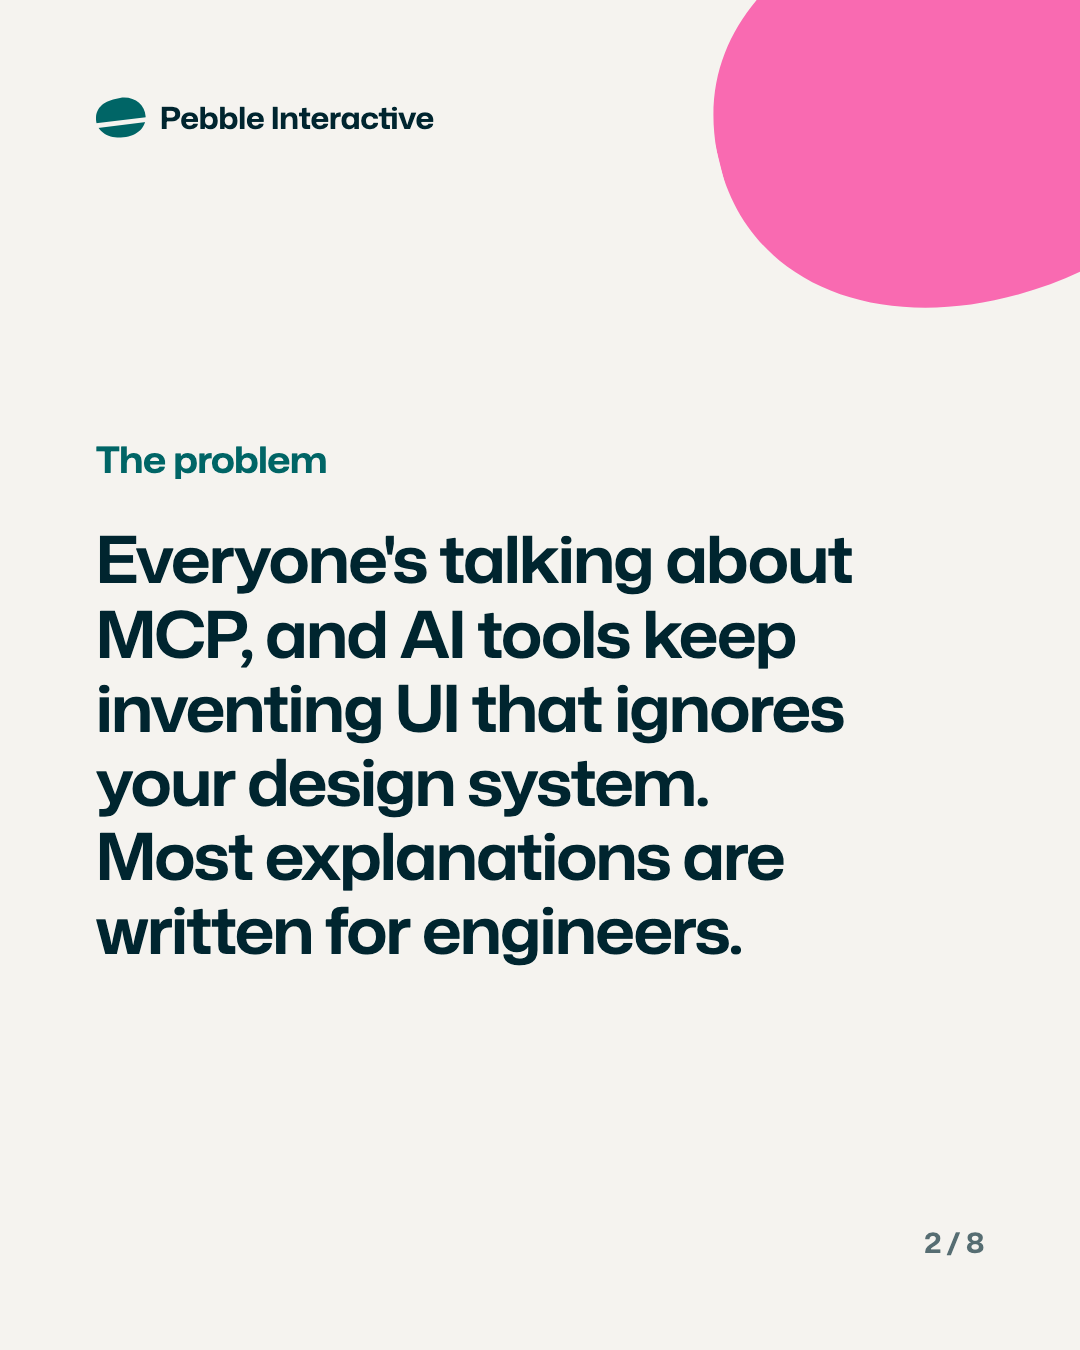 Pebble Interactive
The problem
Everyone's talking about
MCP, and AI tools keep
inventing UI that ignores
your design system.
Most explanations are
written for engineers.
2 / 8